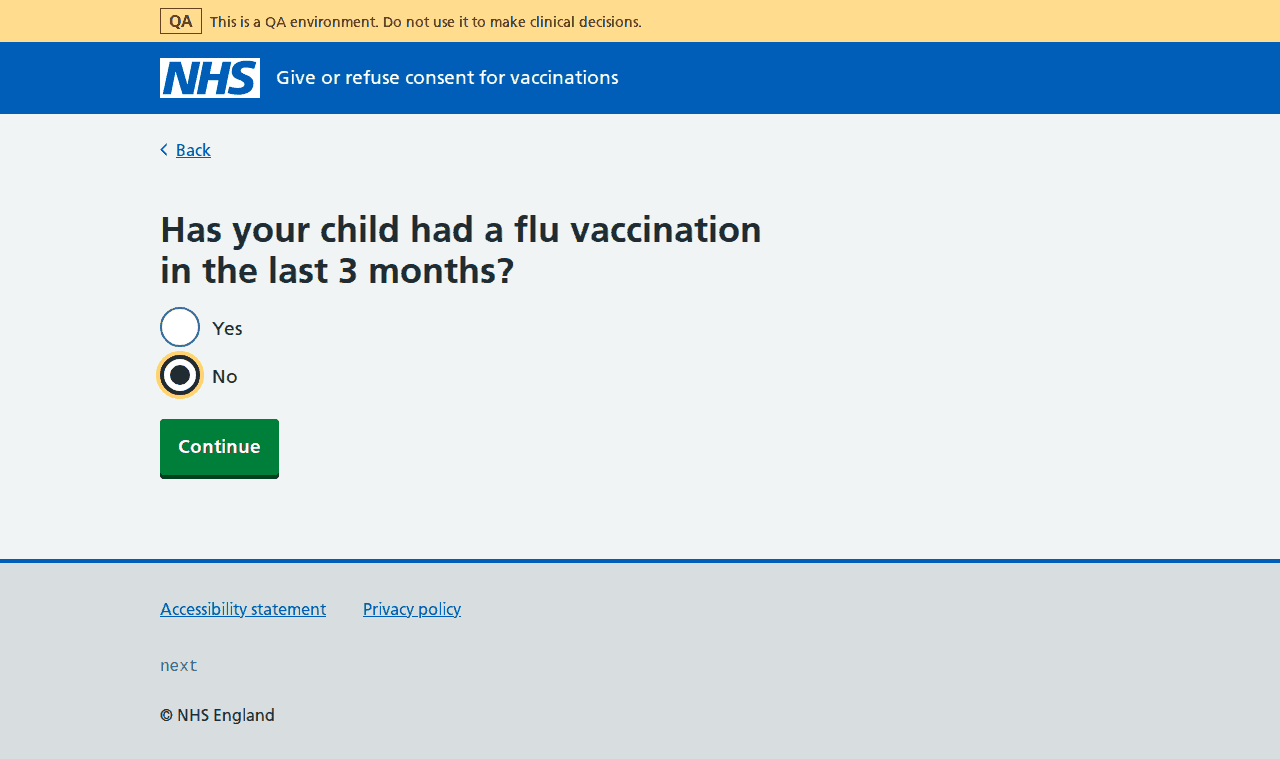 QA This is a QA environment. Do not use it to make clinical decisions.
NHS Give or refuse consent for vaccinations
Back
Has your child had a flu vaccination
in the last 3 months?
Yes
No
Continue
Accessibility statement Privacy policy
next
© NHS England